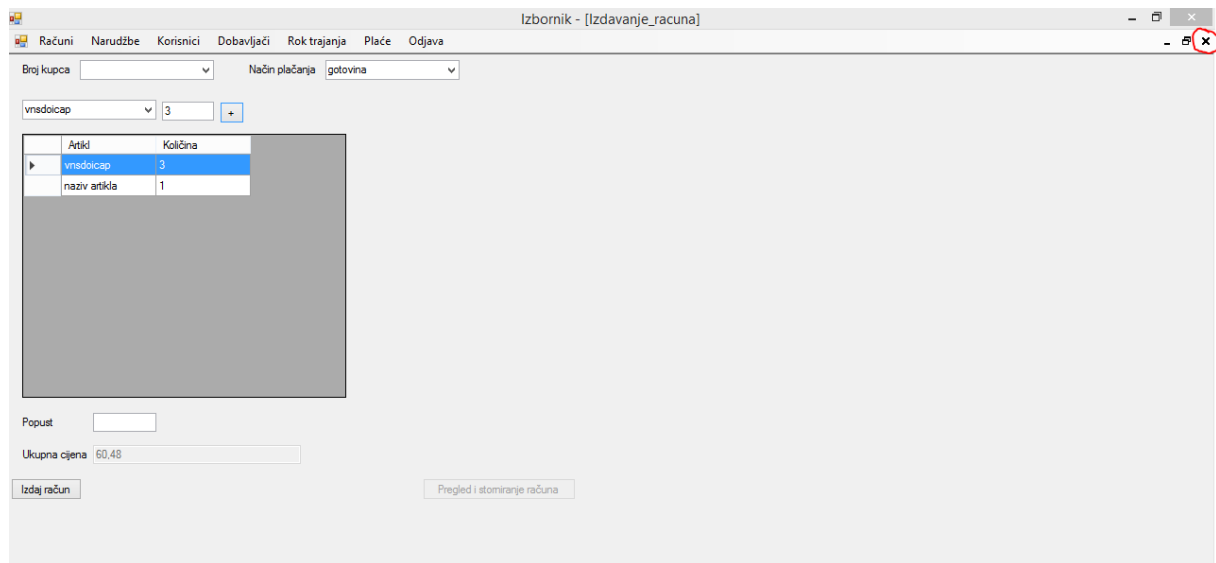 Izbornik - [Izdavanje_racuna]
Računi Narudžbe Korisnici Dobavljači Rok trajanja Plaće Odjava
Broj kupca Način plačanja gotovina
vnsdoicap 3 +
Artikl Količina
vnsdoicap 3
naziv artikla 1
Popust
Ukupna cijena 60,48
Izdaj račun Pregled i storniranje računa